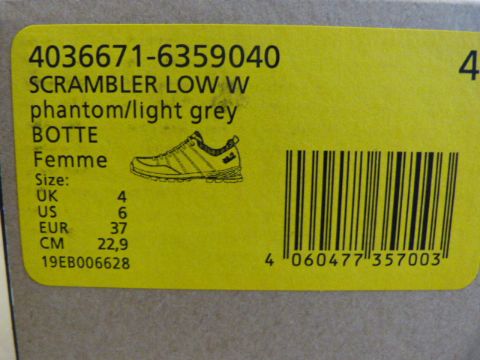 4036671-6359040
SCRAMBLER LOW W
phantom/light grey
BOTTE
Femme
Size:
UK 4
US 6
EUR 37
CM 22,9
19EB006628
4
4 060477 357003